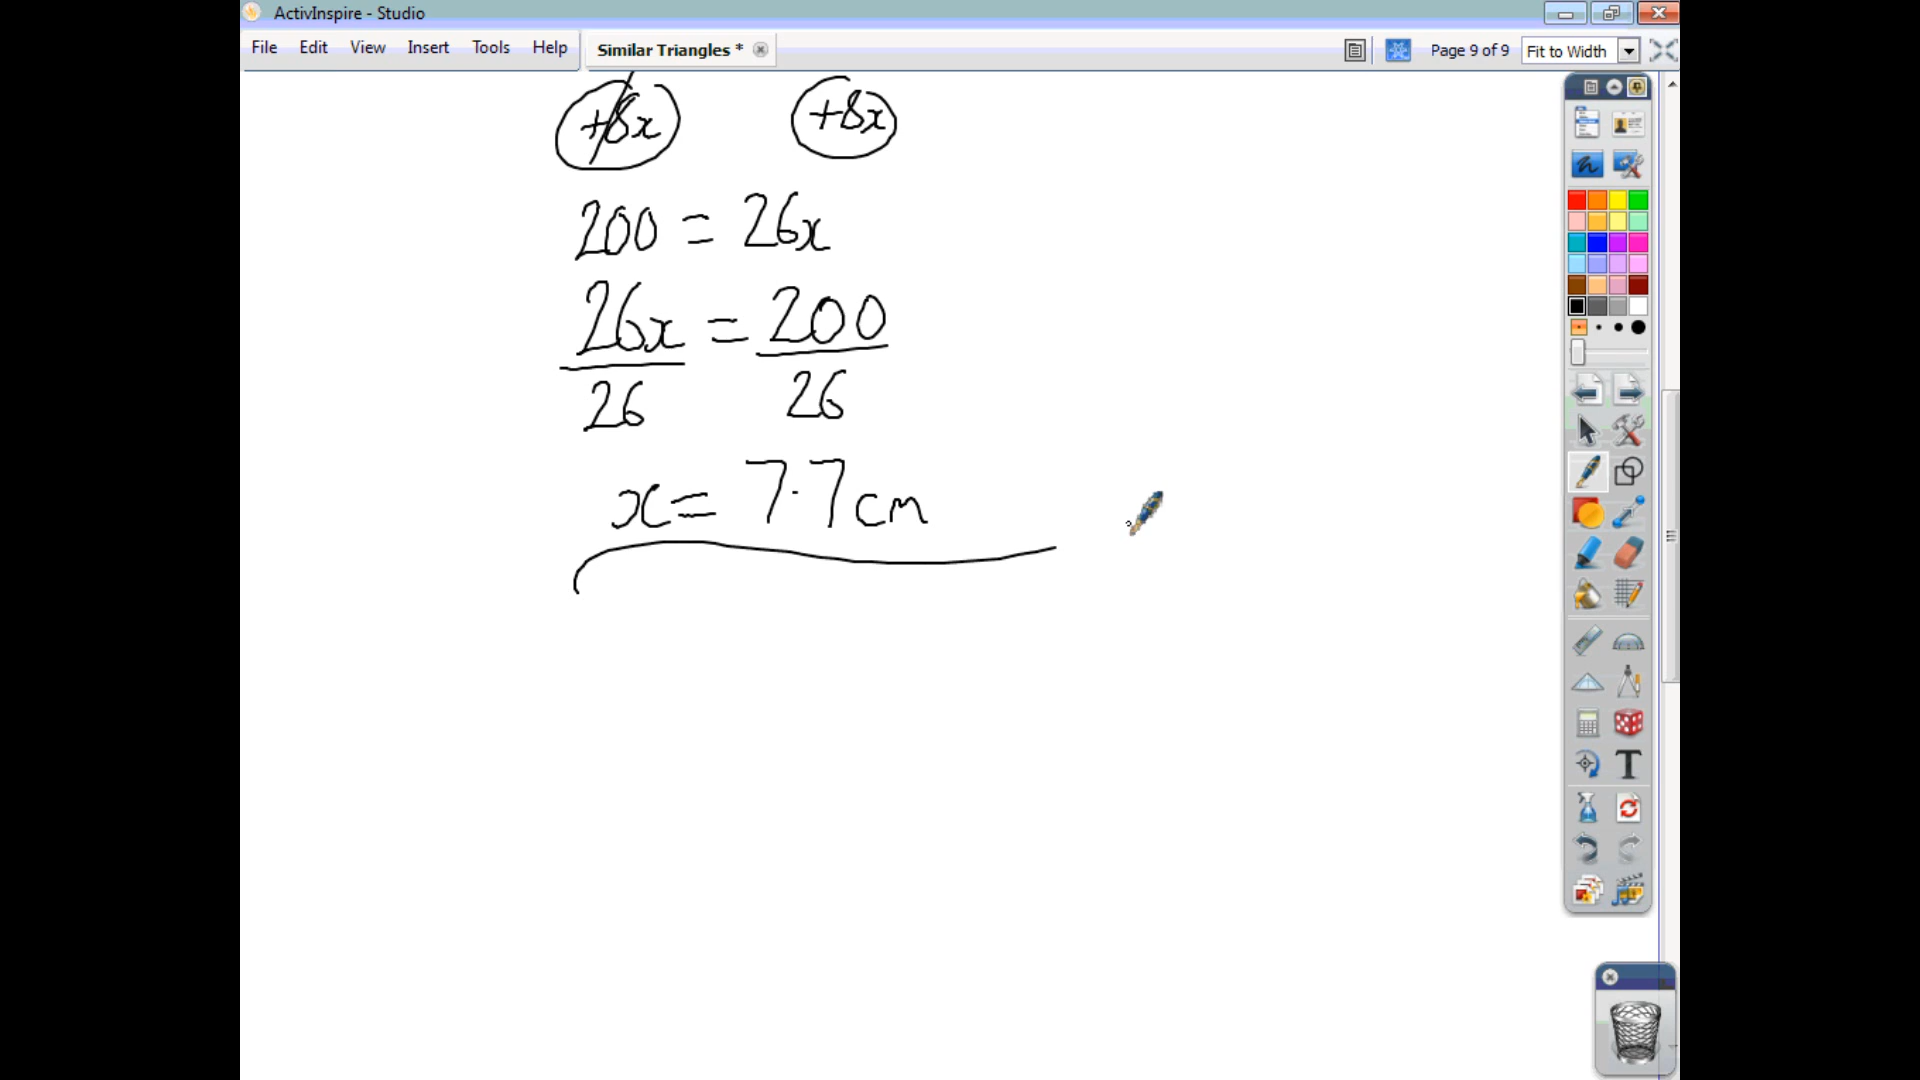 ActivInspire - Studio
File Edit View Insert Tools Help Similar Triangles * Page 9 of 9 Fit to Width
+8x +8x
200 = 26x
26x = 200
26 26
x = 7.7cm
T